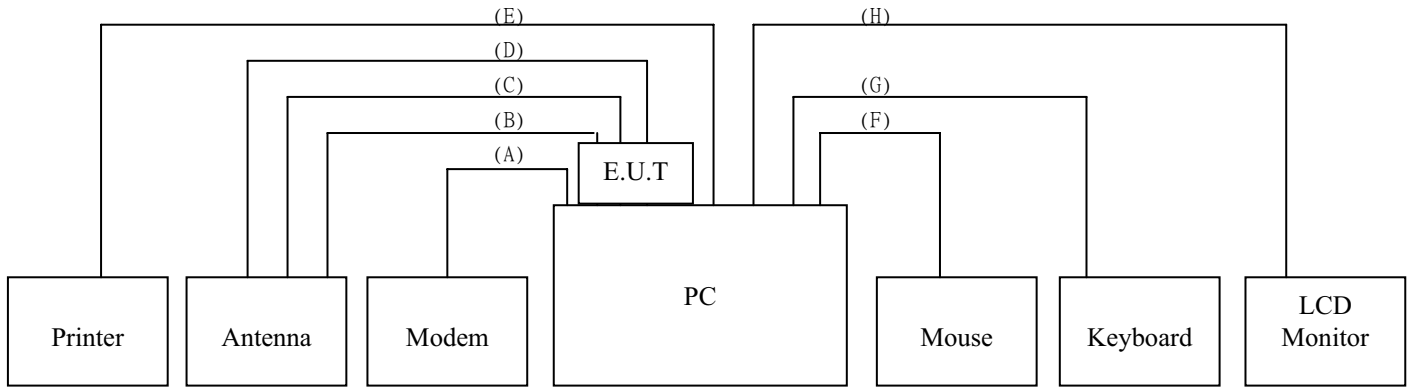 (E)
(H)
(D)
(C)
(G)
(B)
(F)
(A)
E.U.T
PC
Printer
Antenna
Modem
Mouse
Keyboard
LCD
Monitor